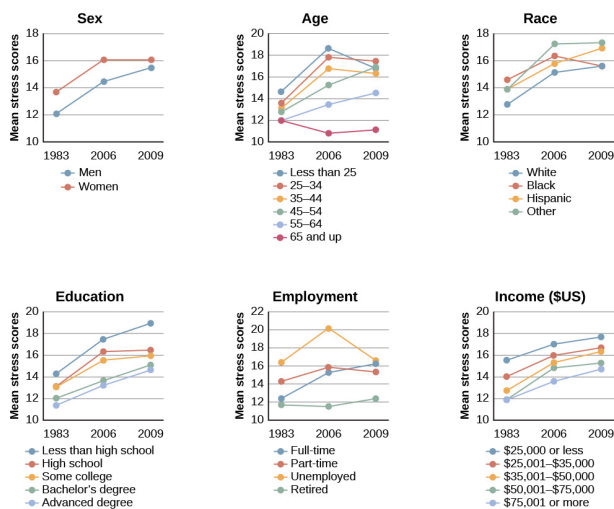 Sex
Mean stress scores
18
16
14
12
10
1983 2006 2009
Men
Women
Age
Mean stress scores
20
18
16
14
12
10
1983 2006 2009
Less than 25
25–34
35–44
45–54
55–64
65 and up
Race
Mean stress scores
18
16
14
12
10
1983 2006 2009
White
Black
Hispanic
Other
Education
Mean stress scores
20
18
16
14
12
10
1983 2006 2009
Less than high school
High school
Some college
Bachelor's degree
Advanced degree
Employment
Mean stress scores
22
20
18
16
14
12
10
1983 2006 2009
Full-time
Part-time
Unemployed
Retired
Income ($US)
Mean stress scores
20
18
16
14
12
10
1983 2006 2009
$25,000 or less
$25,001–$35,000
$35,001–$50,000
$50,001–$75,000
$75,001 or more